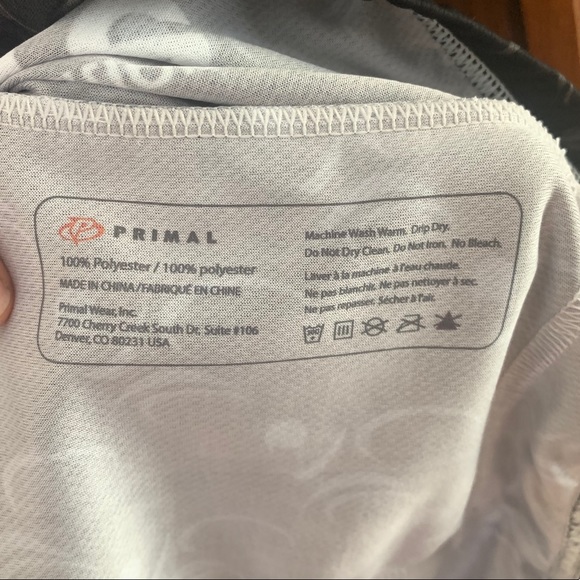 PRIMAL
100% Polyester / 100% polyester
MADE IN CHINA/FABRIQUÉ EN CHINE
Primal Wear, Inc.
7700 Cherry Creek South Dr, Suite #106
Denver, CO 80231 USA
Machine Wash Warm. Drip Dry.
Do Not Dry Clean. Do Not Iron. No Bleach.
Laver à la machine à l'eau chaude.
Ne pas blanchir. Ne pas nettoyer à sec.
Ne pas repasser. Sécher à l'air.